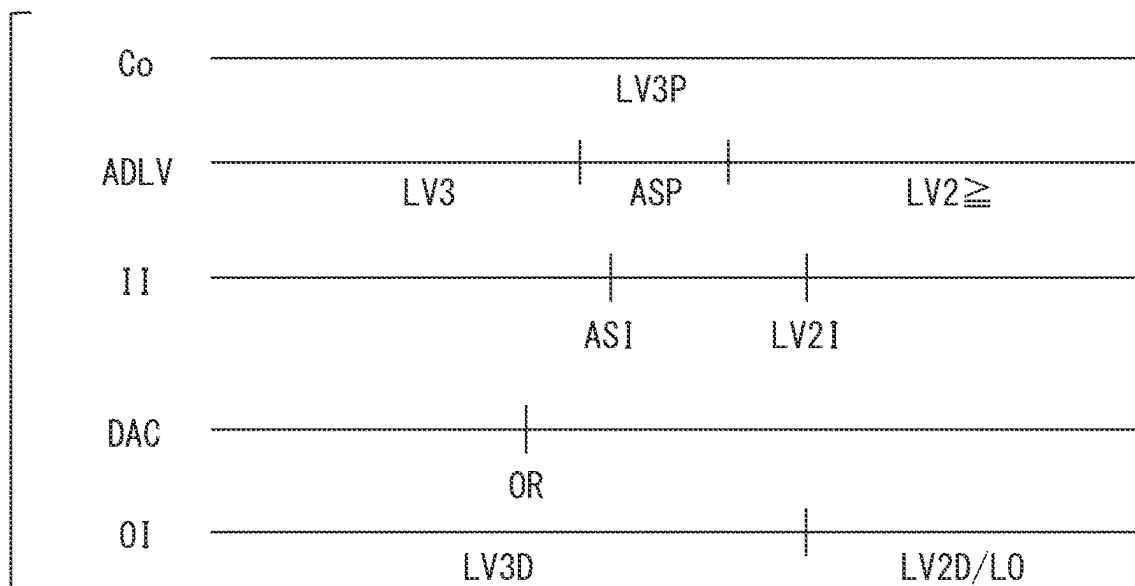 Co
LV3P
ADLV
LV3 ASP LV2≧
II
ASI LV2I
DAC
OR
OI
LV3D LV2D/LO